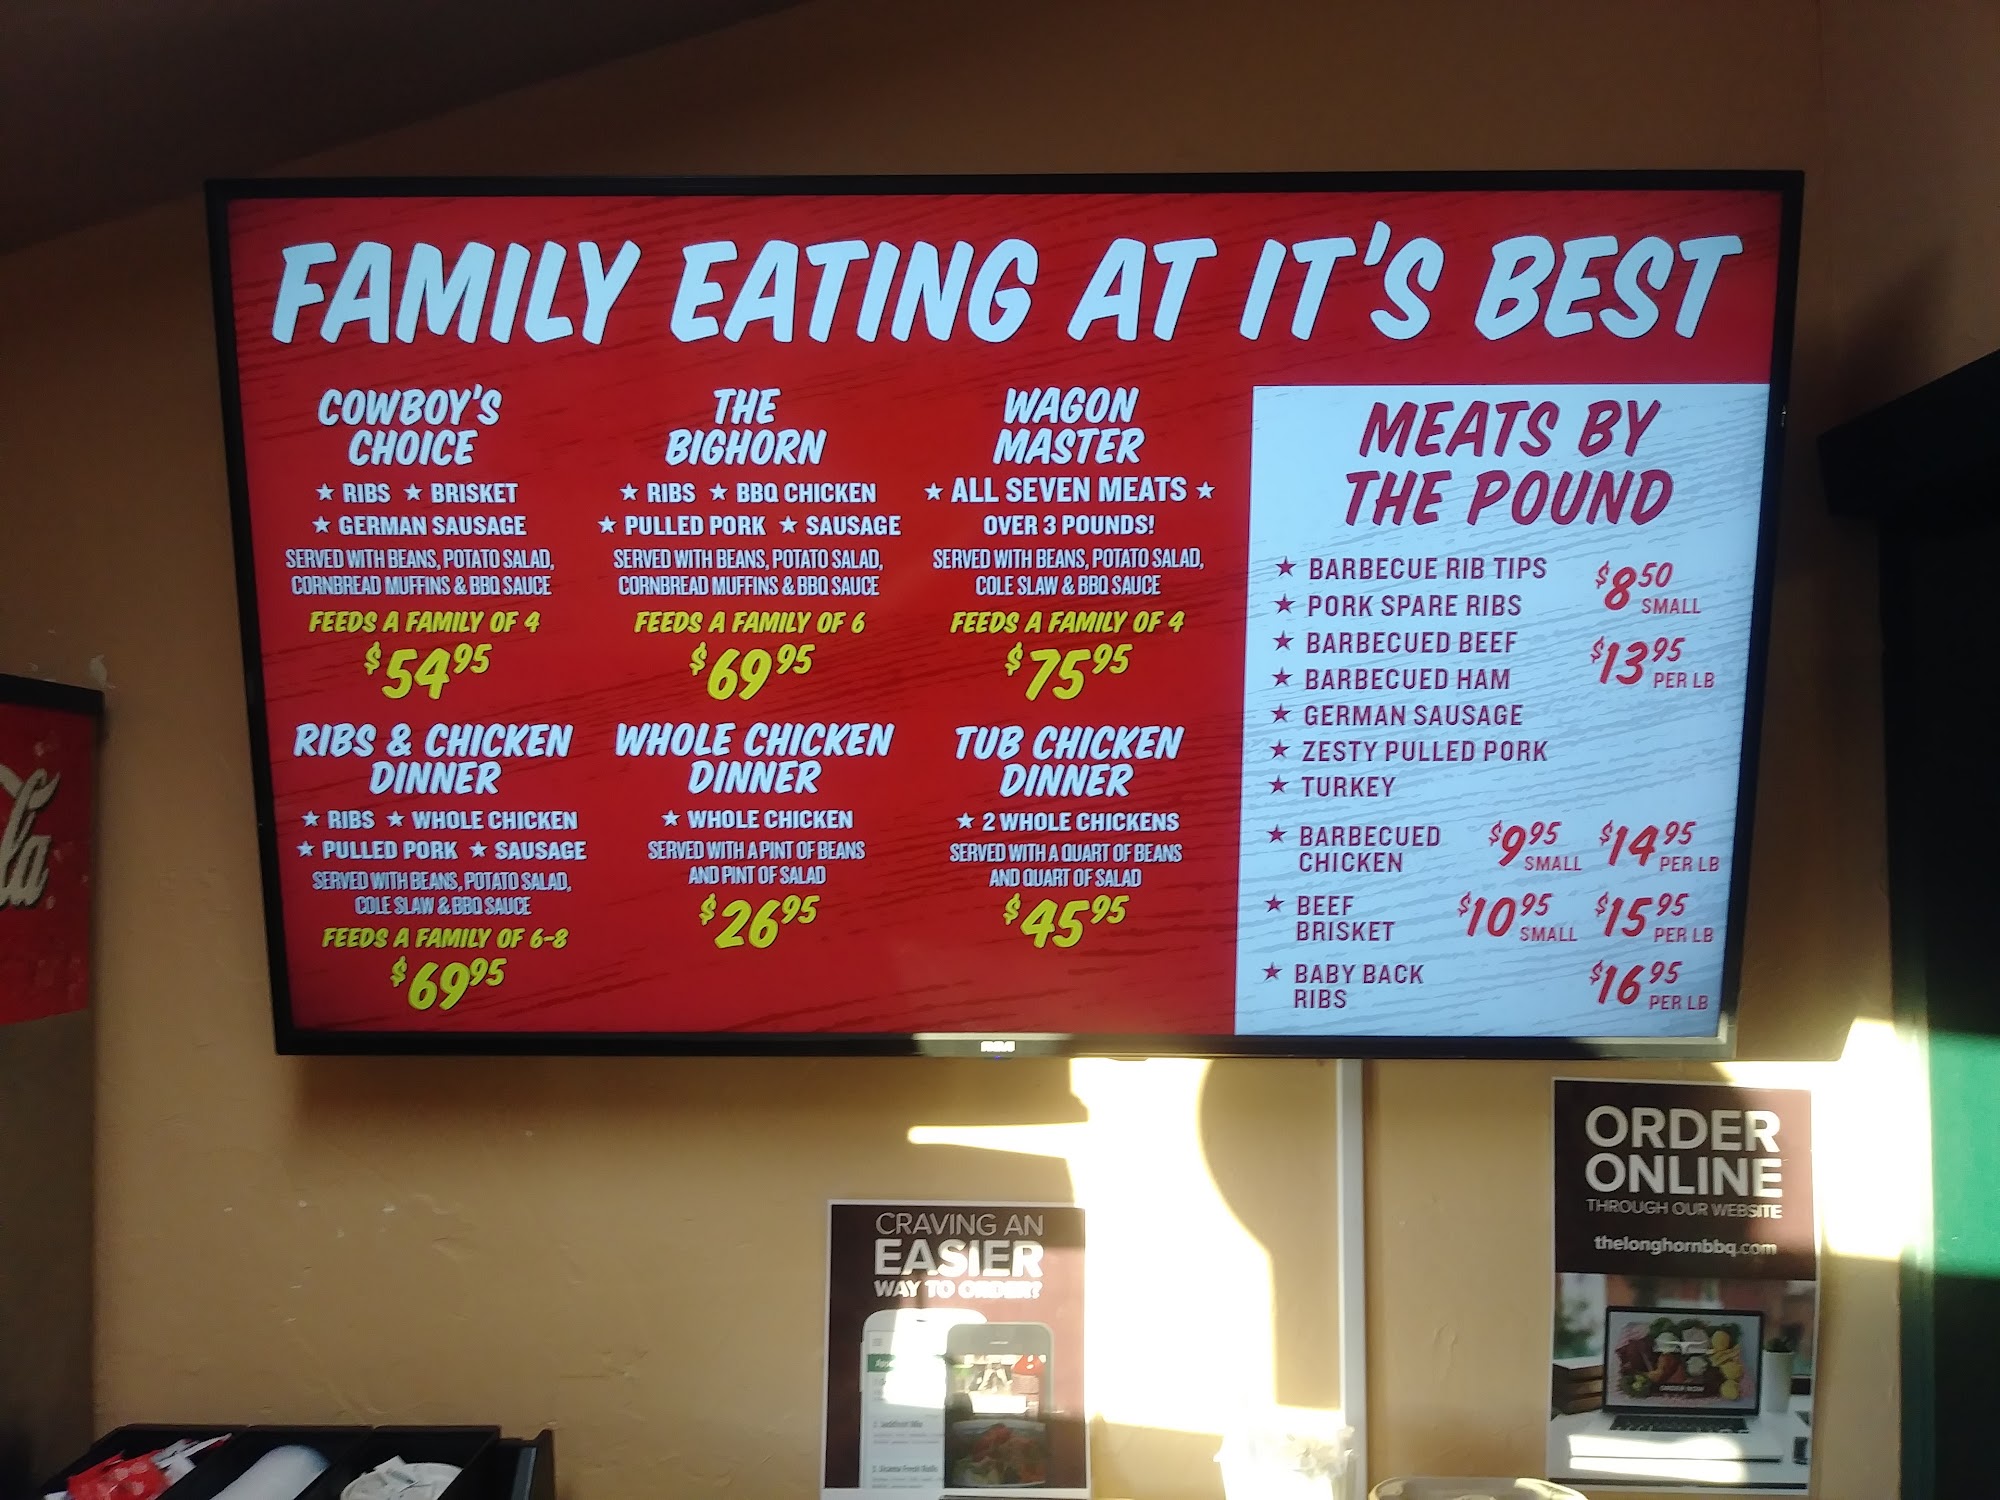 FAMILY EATING AT IT'S BEST
COWBOY'S
CHOICE
★ RIBS ★ BRISKET
★ GERMAN SAUSAGE
SERVED WITH BEANS, POTATO SALAD,
CORNBREAD MUFFINS & BBQ SAUCE
FEEDS A FAMILY OF 4
$54.95
THE
BIGHORN
★ RIBS ★ BBQ CHICKEN
★ PULLED PORK ★ SAUSAGE
SERVED WITH BEANS, POTATO SALAD,
CORNBREAD MUFFINS & BBQ SAUCE
FEEDS A FAMILY OF 6
$69.95
WAGON
MASTER
★ ALL SEVEN MEATS ★
OVER 3 POUNDS!
SERVED WITH BEANS, POTATO SALAD,
COLE SLAW & BBQ SAUCE
FEEDS A FAMILY OF 4
$75.95
RIBS & CHICKEN
DINNER
★ RIBS ★ WHOLE CHICKEN
★ PULLED PORK ★ SAUSAGE
SERVED WITH BEANS, POTATO SALAD,
COLE SLAW & BBQ SAUCE
FEEDS A FAMILY OF 6-8
$69.95
WHOLE CHICKEN
DINNER
★ WHOLE CHICKEN
SERVED WITH A PINT OF BEANS
AND PINT OF SALAD
$26.95
TUB CHICKEN
DINNER
★ 2 WHOLE CHICKENS
SERVED WITH A QUART OF BEANS
AND QUART OF SALAD
$45.95
MEATS BY
THE POUND
★ BARBECUE RIB TIPS
★ PORK SPARE RIBS
★ BARBECUED BEEF
★ BARBECUED HAM
★ GERMAN SAUSAGE
★ ZESTY PULLED PORK
★ TURKEY
$8.50
SMALL
$13.95
PER LB
★ BARBECUED
CHICKEN
$9.95 SMALL $14.95 PER LB
★ BEEF
BRISKET
$10.95 SMALL $15.95 PER LB
★ BABY BACK
RIBS
$16.95 PER LB
RCA
la
CRAVING AN
EASIER
WAY TO ORDER?
ORDER
ONLINE
THROUGH OUR WEBSITE
thelonghornbbq.com
ORDER NOW